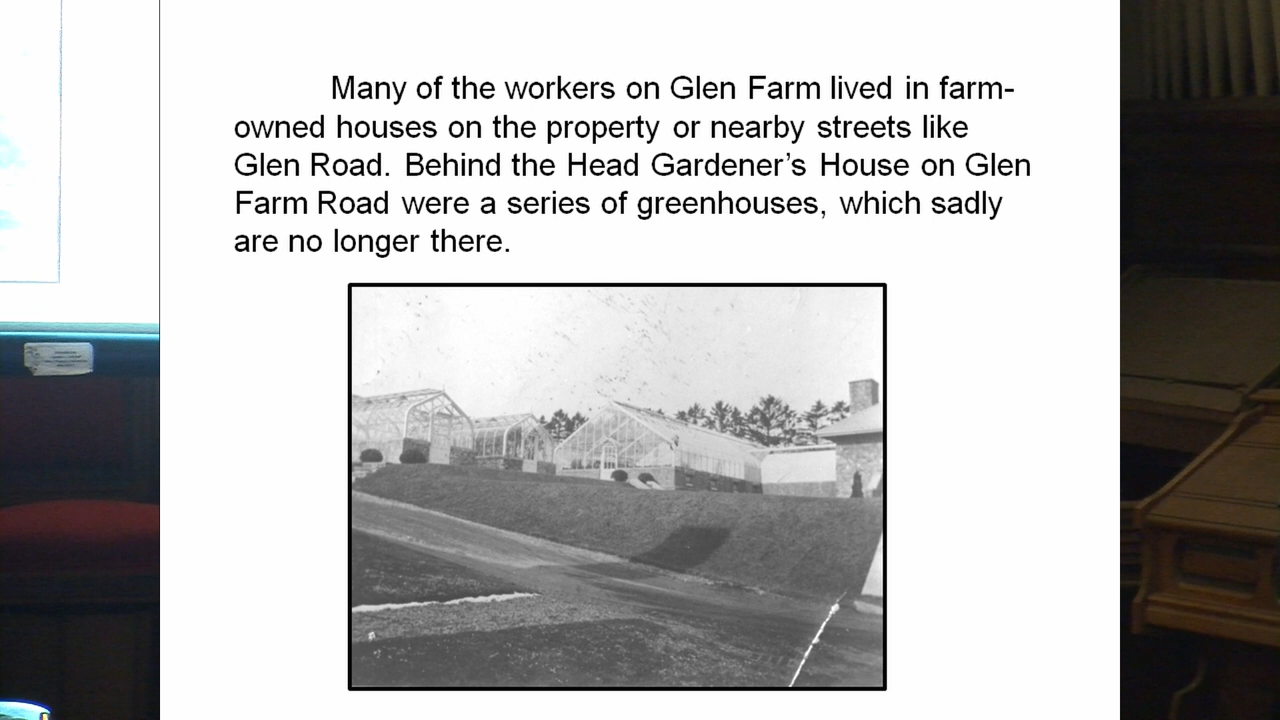 Many of the workers on Glen Farm lived in farm-
owned houses on the property or nearby streets like
Glen Road. Behind the Head Gardener’s House on Glen
Farm Road were a series of greenhouses, which sadly
are no longer there.